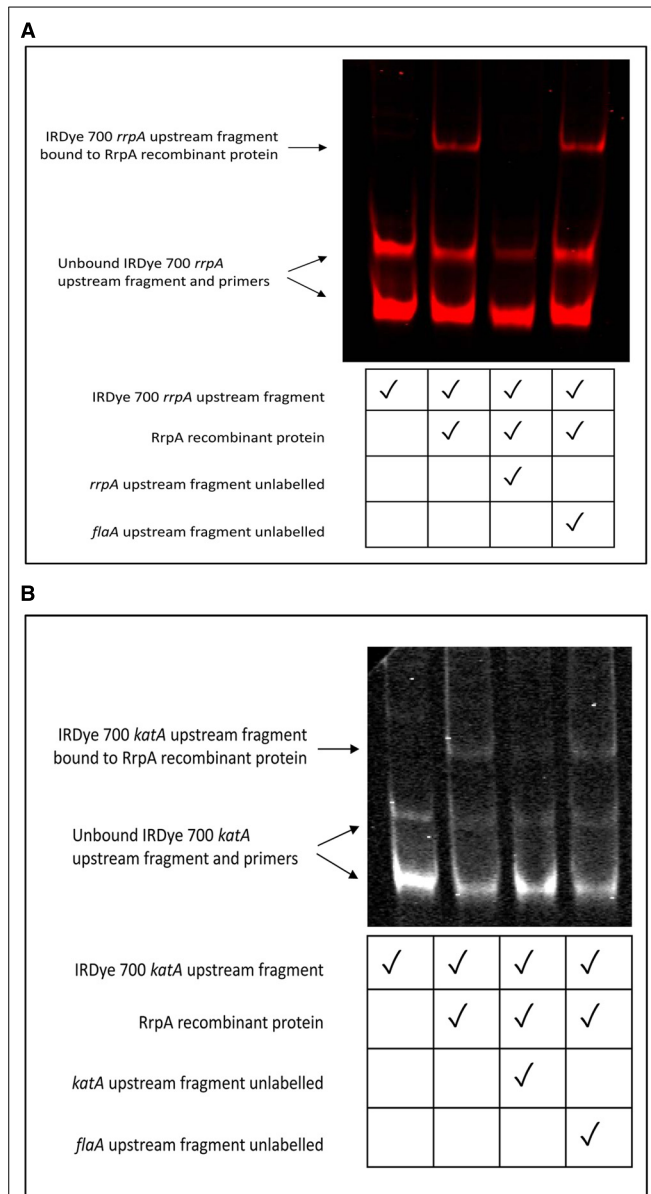 A
IRDye 700 rrpA upstream fragment
bound to RrpA recombinant protein
Unbound IRDye 700 rrpA
upstream fragment and primers
IRDye 700 rrpA upstream fragment
RrpA recombinant protein
rrpA upstream fragment unlabelled
flaA upstream fragment unlabelled
B
IRDye 700 katA upstream fragment
bound to RrpA recombinant protein
Unbound IRDye 700 katA
upstream fragment and primers
IRDye 700 katA upstream fragment
RrpA recombinant protein
katA upstream fragment unlabelled
flaA upstream fragment unlabelled